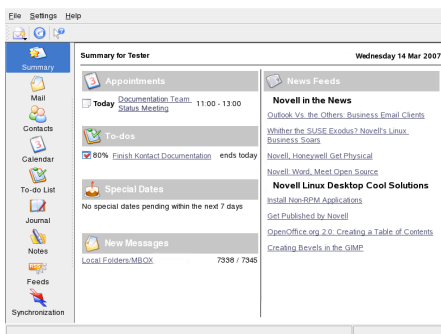 File Settings Help
Summary
Mail
Contacts
Calendar
To-do List
Journal
Notes
Feeds
Synchronization
Summary for Tester
Wednesday 14 Mar 2007
Appointments
Today Documentation Team Status Meeting 11:00 - 13:00
To-dos
80% Finish Kontact Documentation ends today
Special Dates
No special dates pending within the next 7 days
New Messages
Local Folders/MBOX 7338 / 7345
News Feeds
Novell in the News
Outlook Vs. the Others: Business Email Clients
Whither the SUSE Exodus? Novell's Linux
Business Soars
Novell, Honeywell Get Physical
Novell: Word, Meet Open Source
Novell Linux Desktop Cool Solutions
Install Non-RPM Applications
Get Published by Novell
OpenOffice.org 2.0: Creating a Table of Contents
Creating Bevels in the GIMP